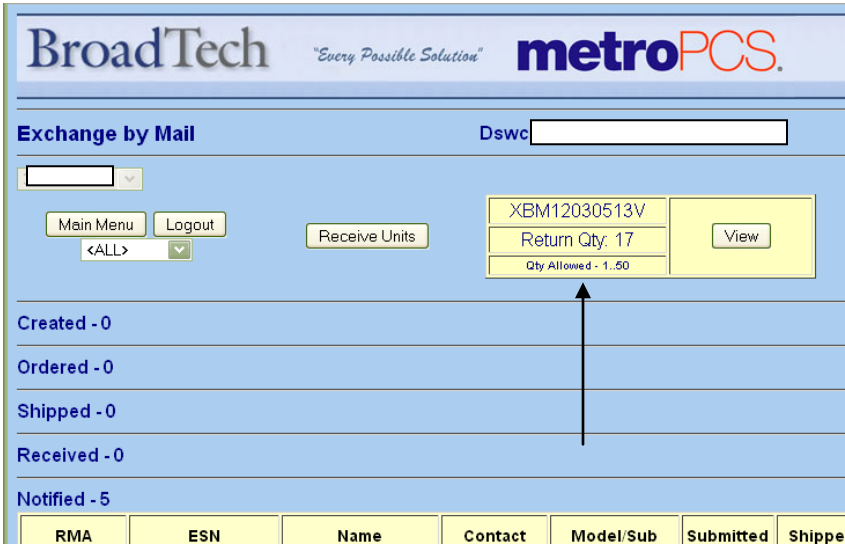 BroadTech "Every Possible Solution" metroPCS.
Exchange by Mail Dswc
Main Menu Logout
<ALL>
Receive Units
XBM12030513V
Return Qty: 17
Qty Allowed - 1..50
View
Created - 0
Ordered - 0
Shipped - 0
Received - 0
Notified - 5
RMA ESN Name Contact Model/Sub Submitted Shippe